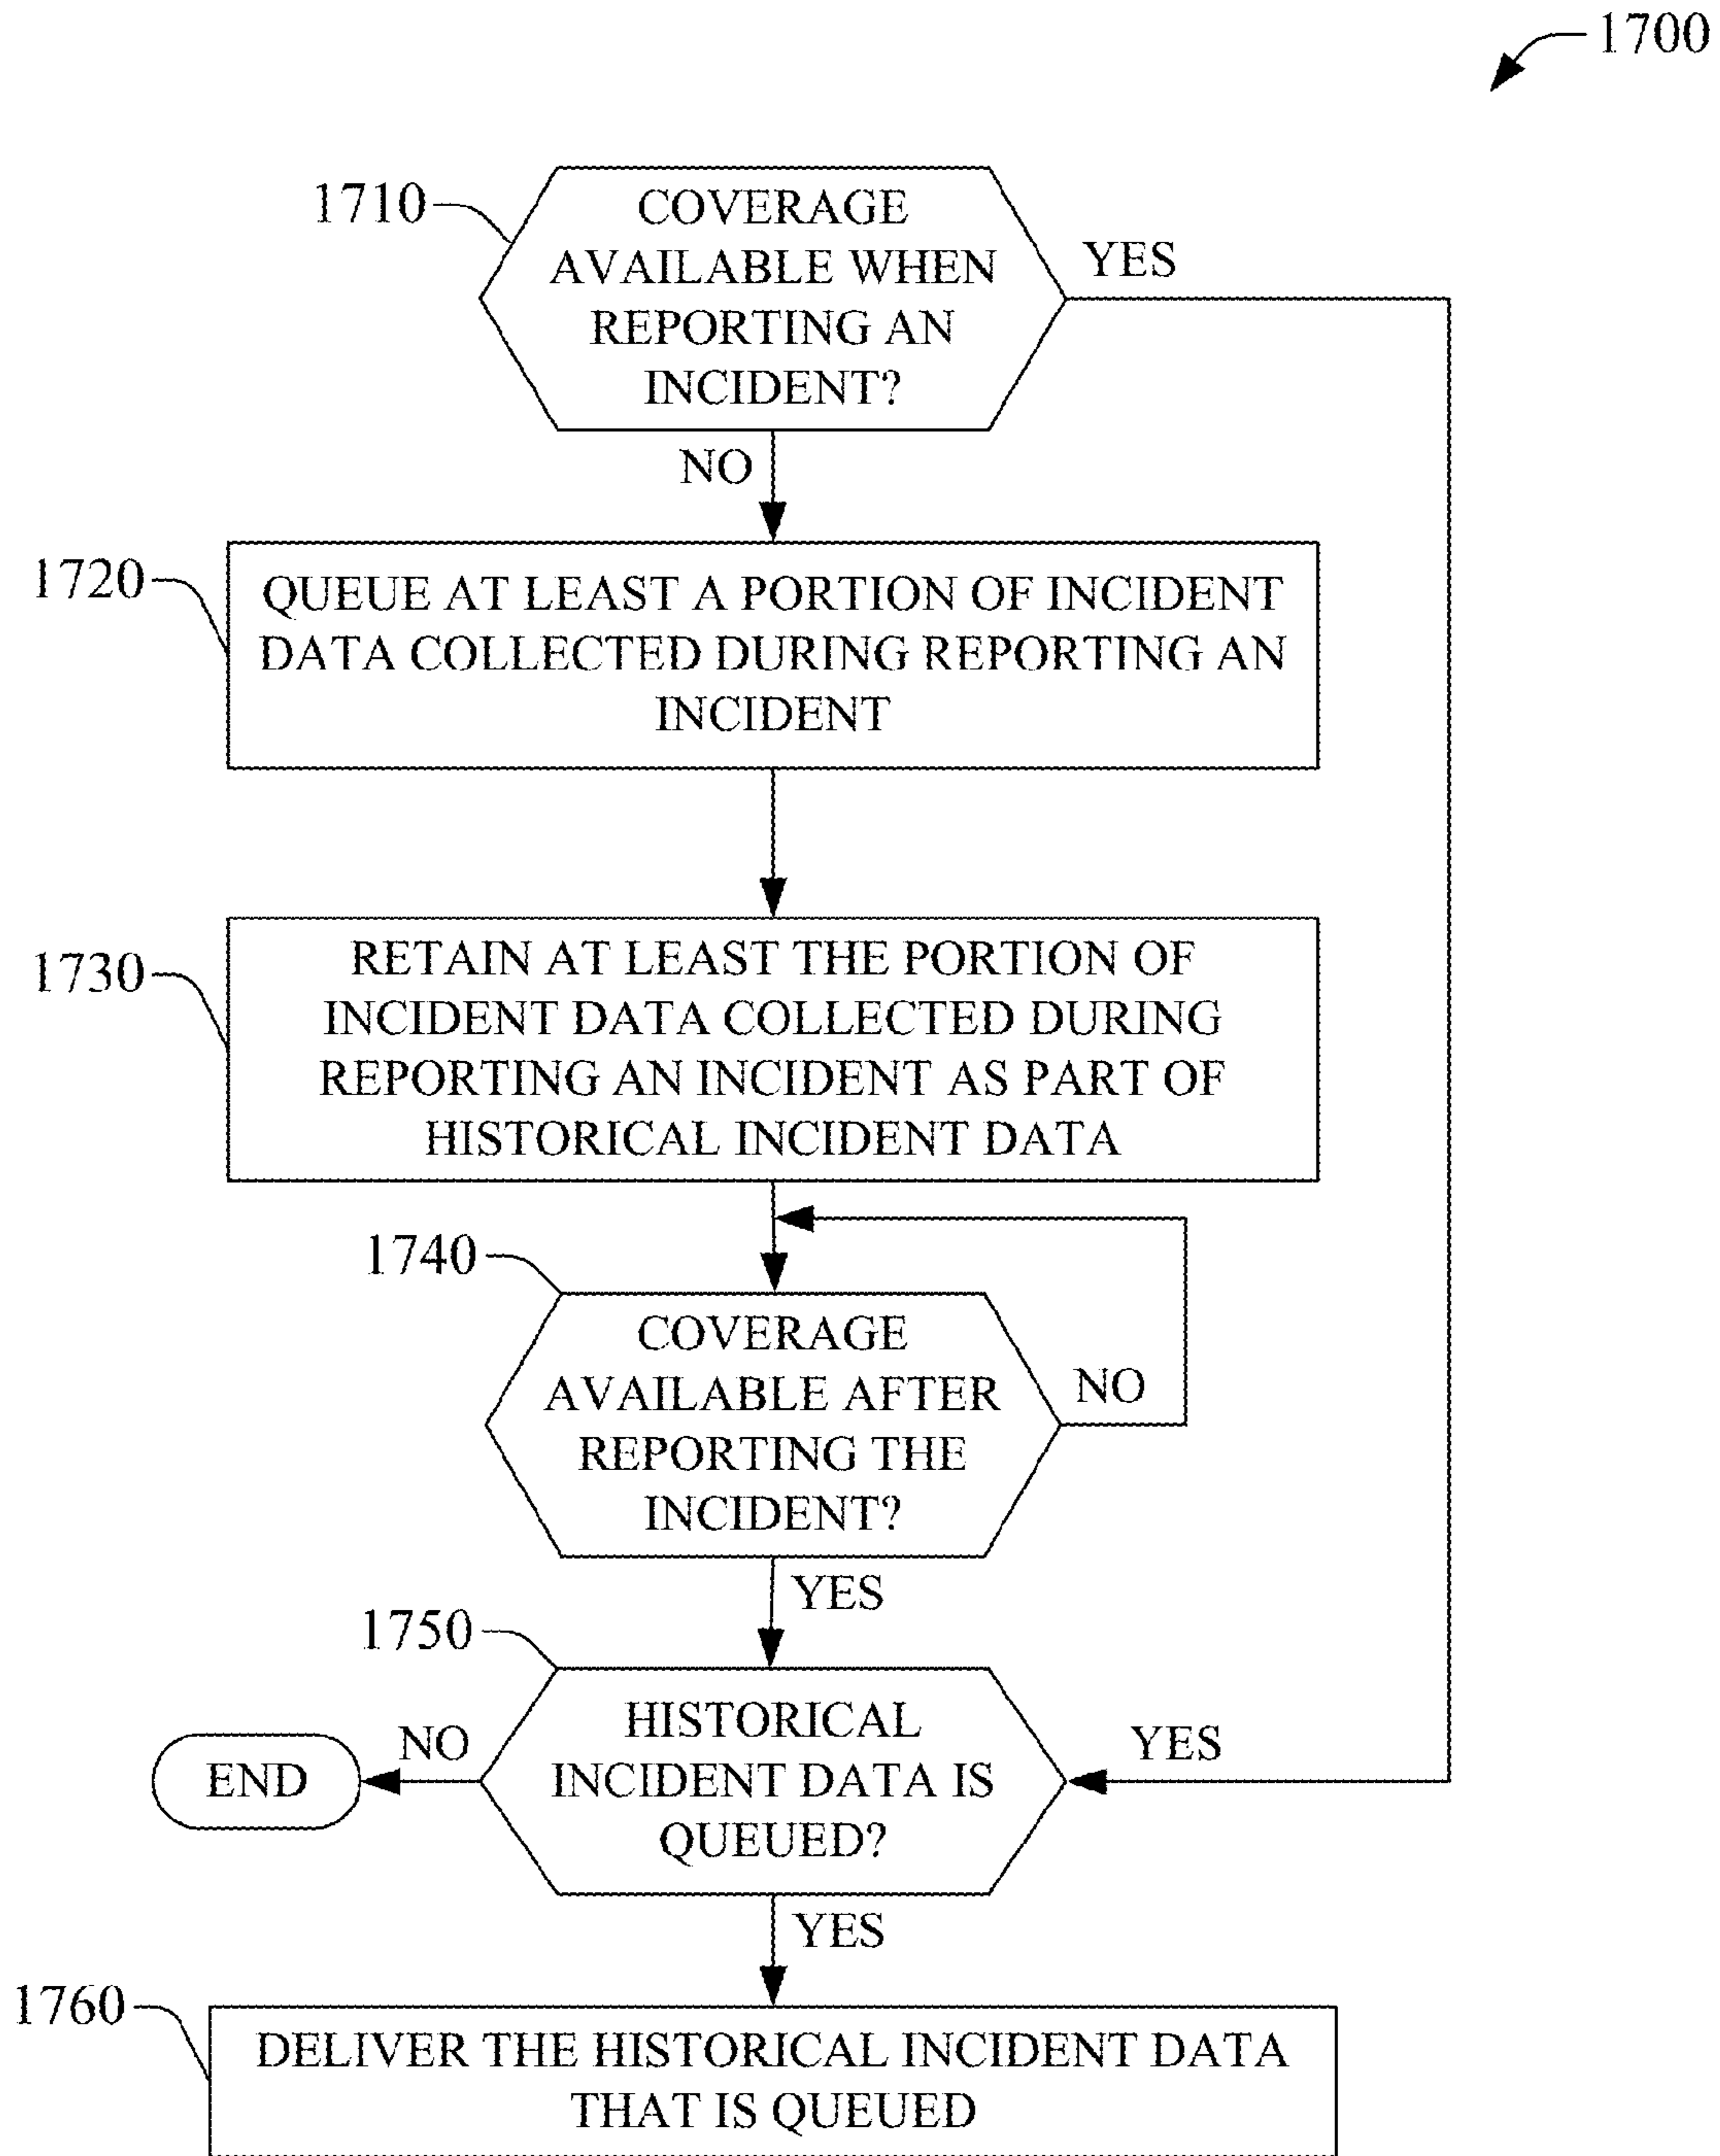 1700
1710
COVERAGE
AVAILABLE WHEN
REPORTING AN
INCIDENT?
YES
NO
1720
QUEUE AT LEAST A PORTION OF INCIDENT
DATA COLLECTED DURING REPORTING AN
INCIDENT
1730
RETAIN AT LEAST THE PORTION OF
INCIDENT DATA COLLECTED DURING
REPORTING AN INCIDENT AS PART OF
HISTORICAL INCIDENT DATA
1740
COVERAGE
AVAILABLE AFTER
REPORTING THE
INCIDENT?
NO
YES
1750
HISTORICAL
INCIDENT DATA IS
QUEUED?
NO
END
YES
YES
1760
DELIVER THE HISTORICAL INCIDENT DATA
THAT IS QUEUED